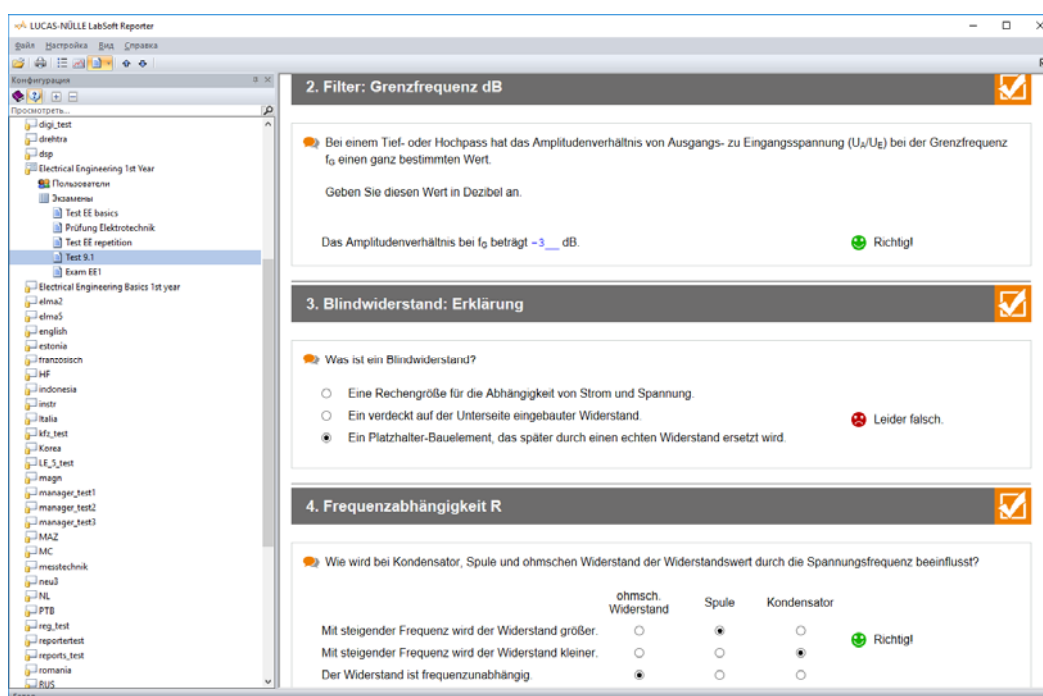 LUCAS-NÜLLE LabSoft Reporter
Файл Настройка Вид Справка
Конфигурация
Просмотреть...
digi_test
drehtra
dsp
Electrical Engineering 1st Year
Пользователи
Экзамены
Test EE basics
Prüfung Elektrotechnik
Test EE repetition
Test 9.1
Exam EE1
Electrical Engineering Basics 1st year
elma2
elma5
english
estonia
französisch
HF
indonesia
instr
Italia
kfz_test
Korea
LE_5_test
magn
manager_test1
manager_test2
manager_test3
MAZ
MC
messtechnik
neu3
NL
PTB
reg_test
reportertest
reports_test
romania
RUS
2. Filter: Grenzfrequenz dB
Bei einem Tief- oder Hochpass hat das Amplitudenverhältnis von Ausgangs- zu Eingangsspannung (UA/UE) bei der Grenzfrequenz
fG einen ganz bestimmten Wert.
Geben Sie diesen Wert in Dezibel an.
Das Amplitudenverhältnis bei fG beträgt -3__ dB.
Richtig!
3. Blindwiderstand: Erklärung
Was ist ein Blindwiderstand?
Eine Rechengröße für die Abhängigkeit von Strom und Spannung.
Ein verdeckt auf der Unterseite eingebauter Widerstand.
Leider falsch.
Ein Platzhalter-Bauelement, das später durch einen echten Widerstand ersetzt wird.
4. Frequenzabhängigkeit R
Wie wird bei Kondensator, Spule und ohmschen Widerstand der Widerstandswert durch die Spannungsfrequenz beeinflusst?
ohmsch.
Widerstand Spule Kondensator
Mit steigender Frequenz wird der Widerstand größer.
Richtig!
Mit steigender Frequenz wird der Widerstand kleiner.
Der Widerstand ist frequenzunabhängig.